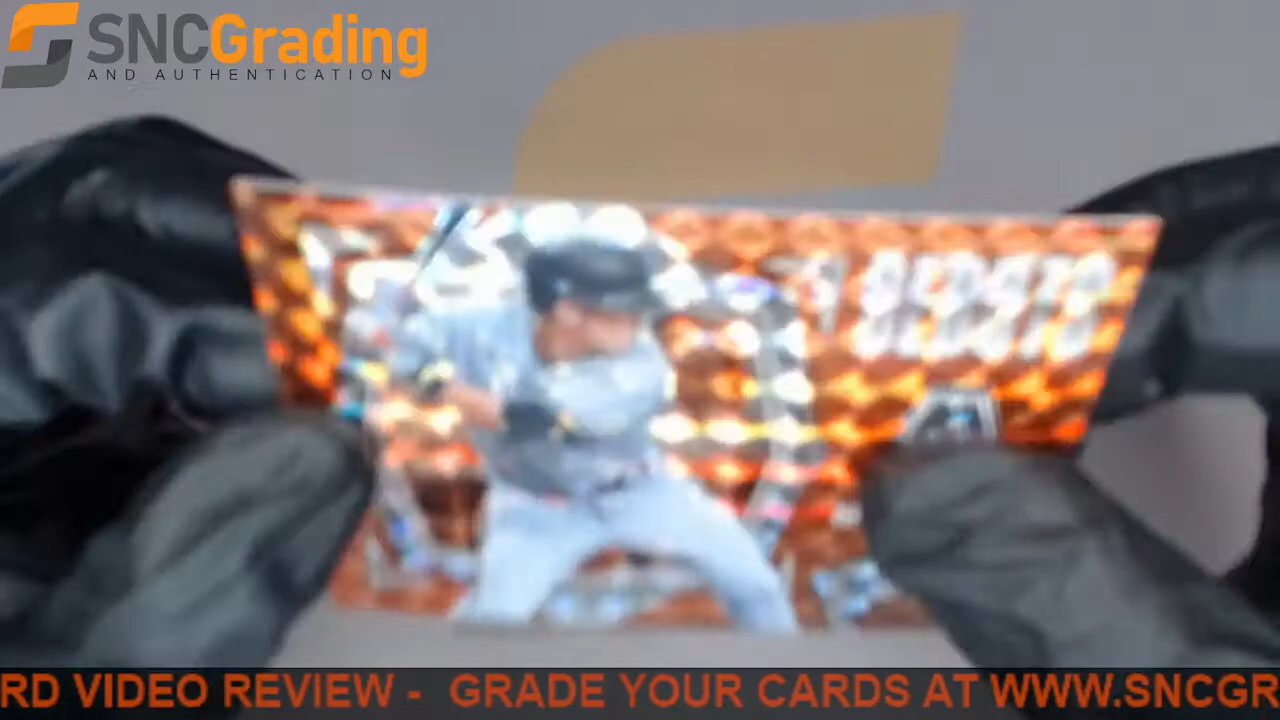 SNCGrading
AND AUTHENTICATION
RD VIDEO REVIEW - GRADE YOUR CARDS AT WWW.SNCGR